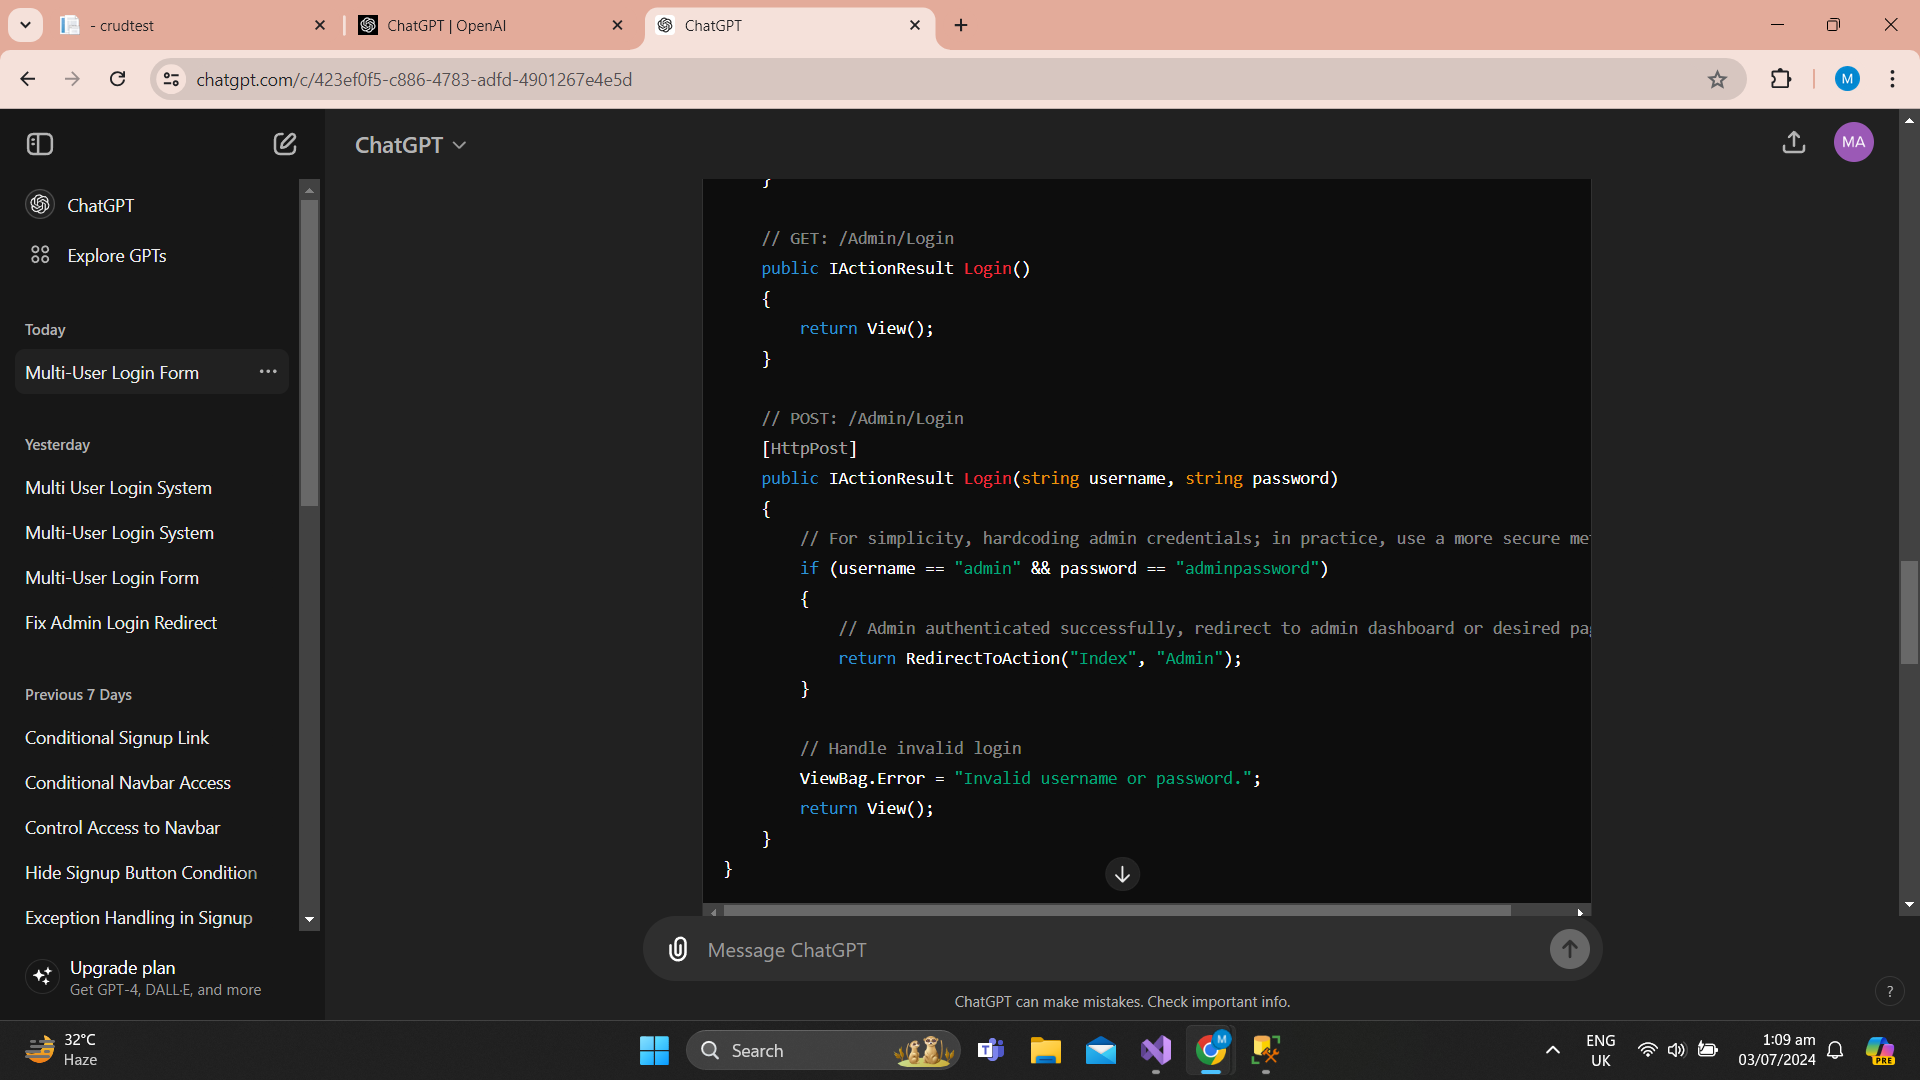 - crudtest
ChatGPT | OpenAI
ChatGPT
chatgpt.com/c/423ef0f5-c886-4783-adfd-4901267e4e5d
M
ChatGPT
MA
ChatGPT
Explore GPTs
Today
Multi-User Login Form
Yesterday
Multi User Login System
Multi-User Login System
Multi-User Login Form
Fix Admin Login Redirect
Previous 7 Days
Conditional Signup Link
Conditional Navbar Access
Control Access to Navbar
Hide Signup Button Condition
Exception Handling in Signup
Upgrade plan
Get GPT-4, DALL·E, and more
}
// GET: /Admin/Login
public IActionResult Login()
{
return View();
}
// POST: /Admin/Login
[HttpPost]
public IActionResult Login(string username, string password)
{
// For simplicity, hardcoding admin credentials; in practice, use a more secure me
if (username == "admin" && password == "adminpassword")
{
// Admin authenticated successfully, redirect to admin dashboard or desired pa
return RedirectToAction("Index", "Admin");
}
// Handle invalid login
ViewBag.Error = "Invalid username or password.";
return View();
}
}
Message ChatGPT
ChatGPT can make mistakes. Check important info.
?
32°C
Haze
Search
M
ENG
UK
1:09 am
03/07/2024
PRE